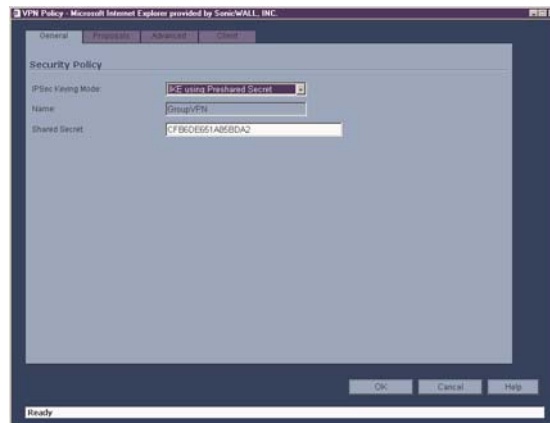 VPN Policy - Microsoft Internet Explorer provided by SonicWALL, INC.
General Proposals Advanced Client
Security Policy
IPSec Keying Mode: IKE using Preshared Secret
Name: GroupVPN
Shared Secret: CFB6DE651A85BDA2
OK Cancel Help
Ready